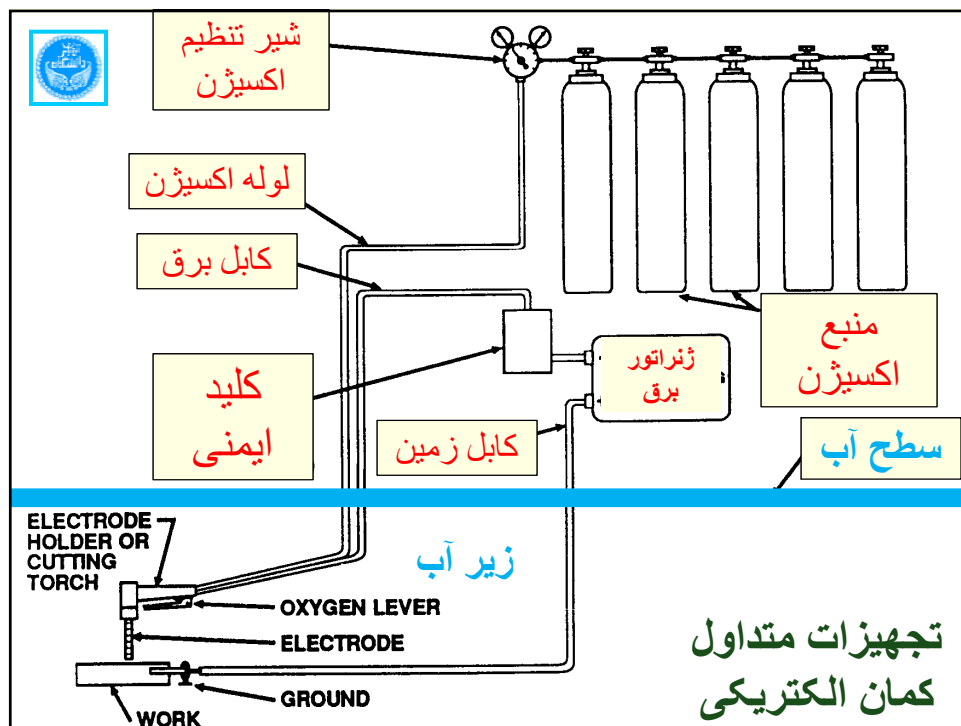 شیر تنظیم
اکسیژن
لوله اکسیژن
کابل برق
منبع
اکسیژن
ژنراتور
برق
کلید
ایمنی
کابل زمین
سطح آب
زیر آب
ELECTRODE
HOLDER OR
CUTTING
TORCH
OXYGEN LEVER
ELECTRODE
GROUND
WORK
تجهیزات متداول
کمان الکتریکی